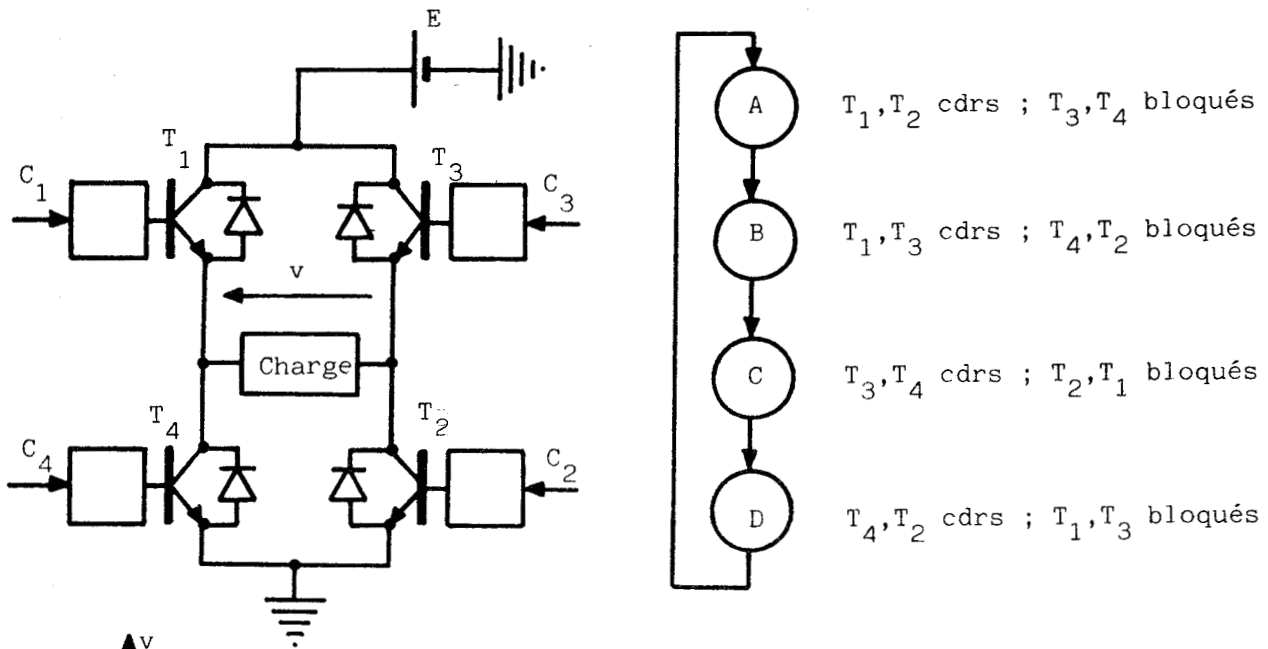 E
T1
T3
C1
C3
v
Charge
T4
T2
C4
C2
v
A
T1,T2 cdrs ; T3,T4 bloqués
B
T1,T3 cdrs ; T4,T2 bloqués
C
T3,T4 cdrs ; T2,T1 bloqués
D
T4,T2 cdrs ; T1,T3 bloqués